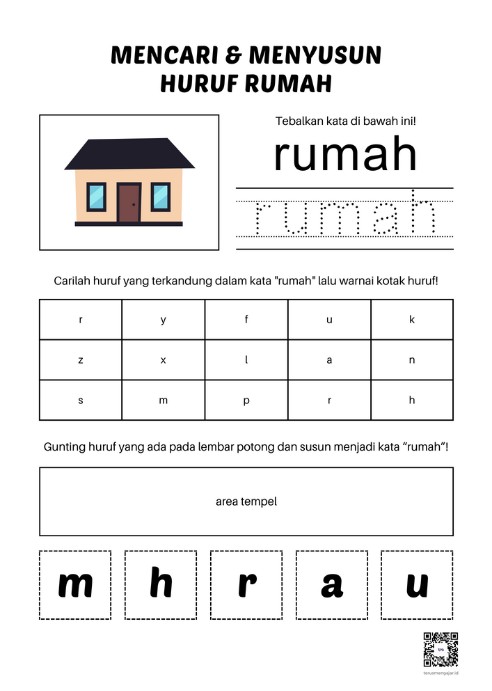 MENCARI & MENYUSUN
HURUF RUMAH
Tebalkan kata di bawah ini!
rumah
rumah
Carilah huruf yang terkandung dalam kata "rumah" lalu warnai kotak huruf!
r y f u k
z x l a n
s m p r h
Gunting huruf yang ada pada lembar potong dan susun menjadi kata “rumah”!
area tempel
m h r a u